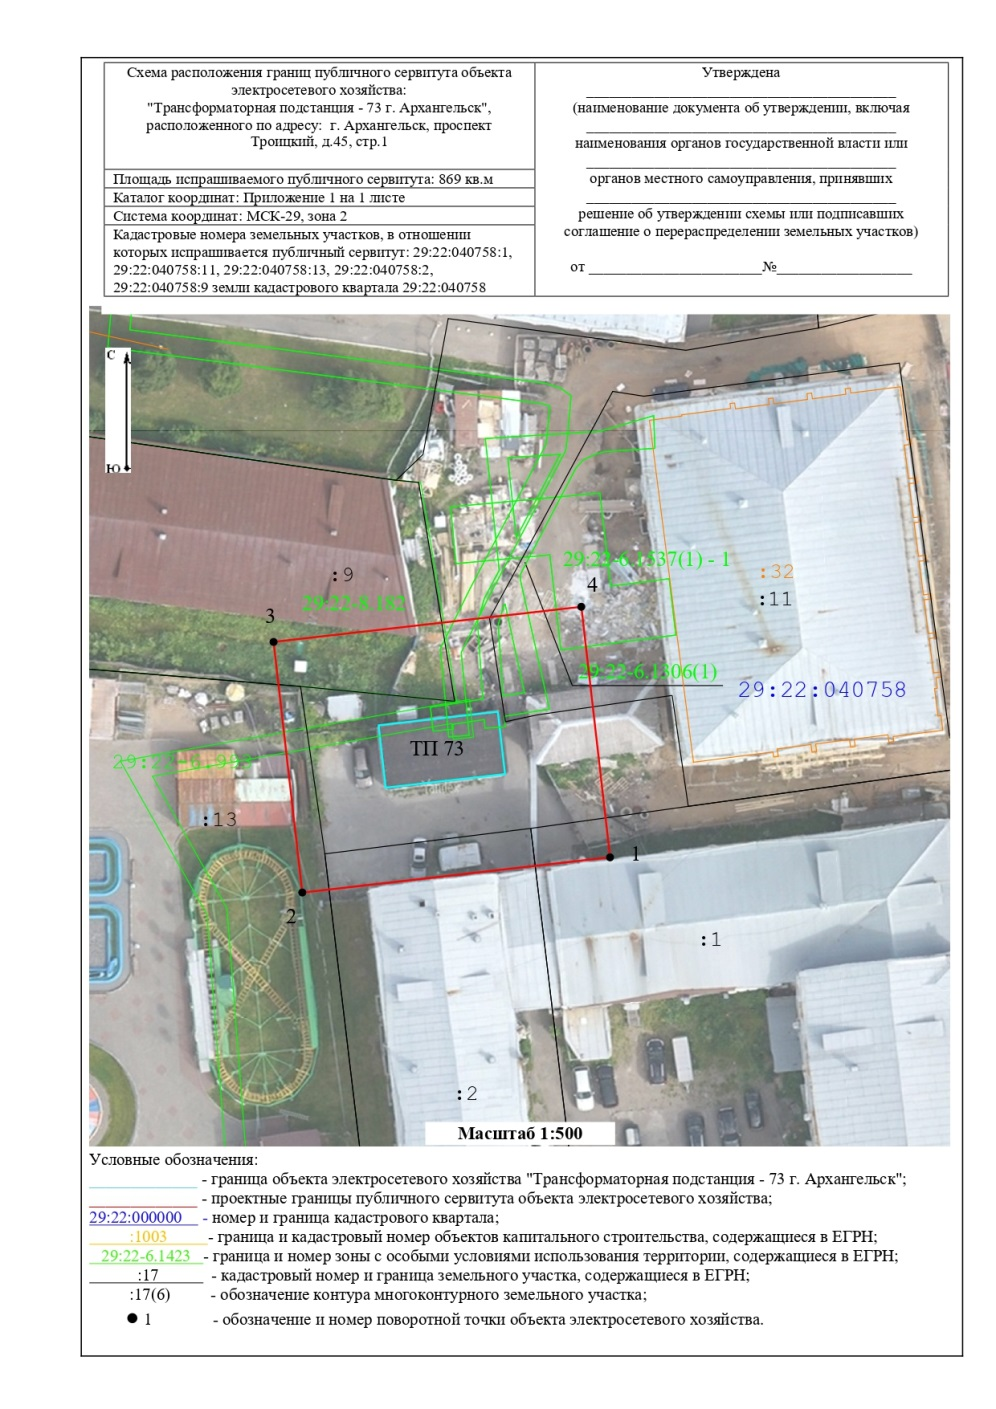 Схема расположения границ публичного сервитута объекта
электросетевого хозяйства:
"Трансформаторная подстанция - 73 г. Архангельск",
расположенного по адресу: г. Архангельск, проспект
Троицкий, д.45, стр.1
Площадь испрашиваемого публичного сервитута: 869 кв.м
Каталог координат: Приложение 1 на 1 листе
Система координат: МСК-29, зона 2
Кадастровые номера земельных участков, в отношении
которых испрашивается публичный сервитут: 29:22:040758:1,
29:22:040758:11, 29:22:040758:13, 29:22:040758:2,
29:22:040758:9 земли кадастрового квартала 29:22:040758
Утверждена
(наименование документа об утверждении, включая
наименования органов государственной власти или
органов местного самоуправления, принявших
решение об утверждении схемы или подписавших
соглашение о перераспределении земельных участков)
от №
С
Ю
29:22-6.1537(1) - 1
:9
:32
4
29:22-8.182
:11
3
29:22-6.1306(1)
29:22:040758
ТП 73
:13
1
2
:1
:2
Масштаб 1:500
Условные обозначения:
- граница объекта электросетевого хозяйства "Трансформаторная подстанция - 73 г. Архангельск";
- проектные границы публичного сервитута объекта электросетевого хозяйства;
29:22:000000 - номер и граница кадастрового квартала;
:1003 - граница и кадастровый номер объектов капитального строительства, содержащиеся в ЕГРН;
29:22-6.1423 - граница и номер зоны с особыми условиями использования территории, содержащиеся в ЕГРН;
:17 - кадастровый номер и граница земельного участка, содержащиеся в ЕГРН;
:17(6) - обозначение контура многоконтурного земельного участка;
● 1 - обозначение и номер поворотной точки объекта электросетевого хозяйства.